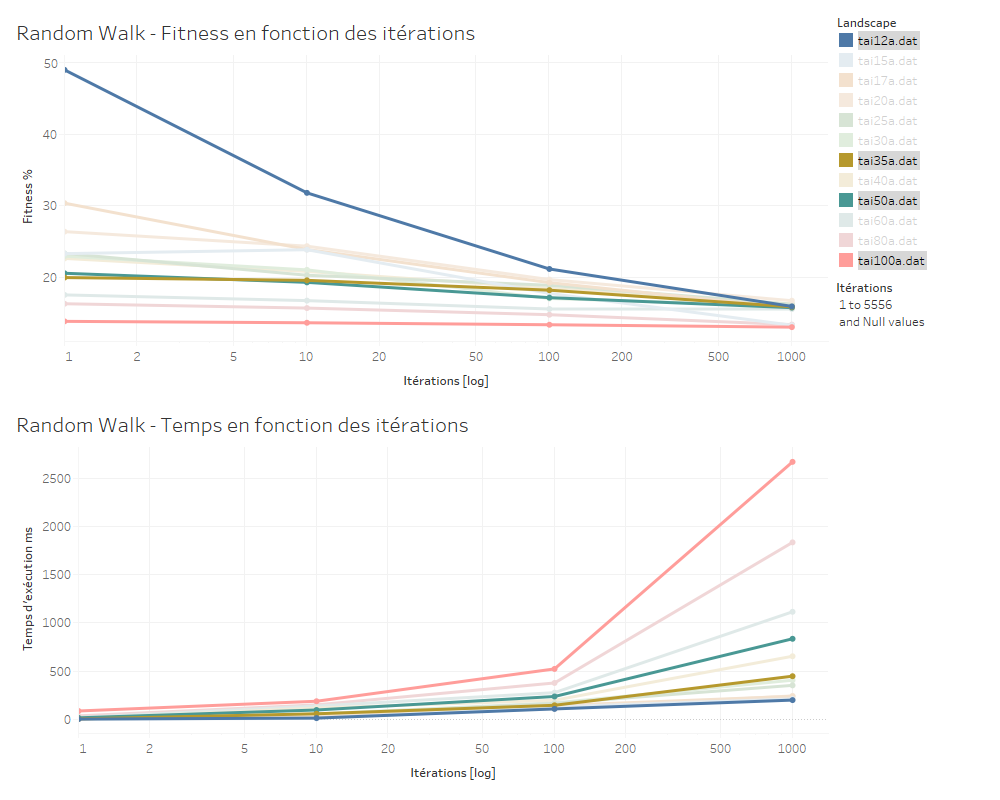 Random Walk - Fitness en fonction des itérations
50
40
30
20
Fitness %
1 2 5 10 20 50 100 200 500 1000
Itérations [log]
Landscape
tai12a.dat
tai15a.dat
tai17a.dat
tai20a.dat
tai25a.dat
tai30a.dat
tai35a.dat
tai40a.dat
tai50a.dat
tai60a.dat
tai80a.dat
tai100a.dat
Itérations
1 to 5556
and Null values
Random Walk - Temps en fonction des itérations
2500
2000
1500
1000
500
0
Temps d'exécution ms
1 2 5 10 20 50 100 200 500 1000
Itérations [log]